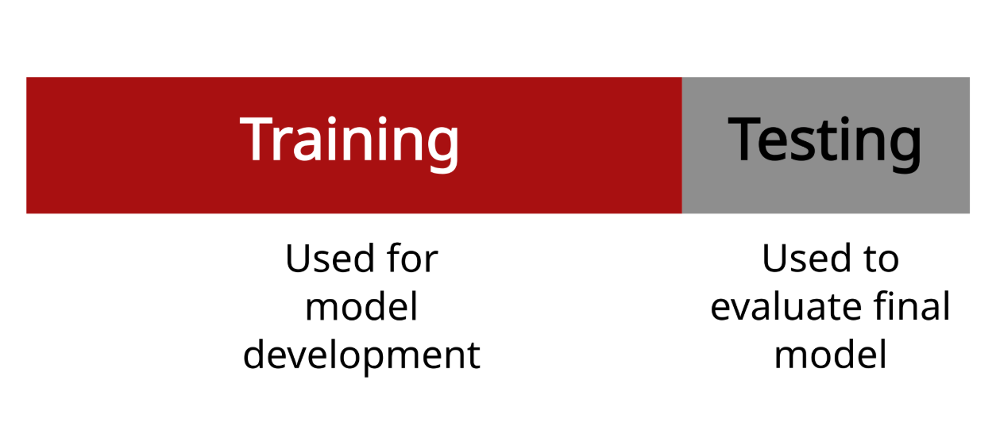 Training
Testing
Used for
model
development
Used to
evaluate final
model